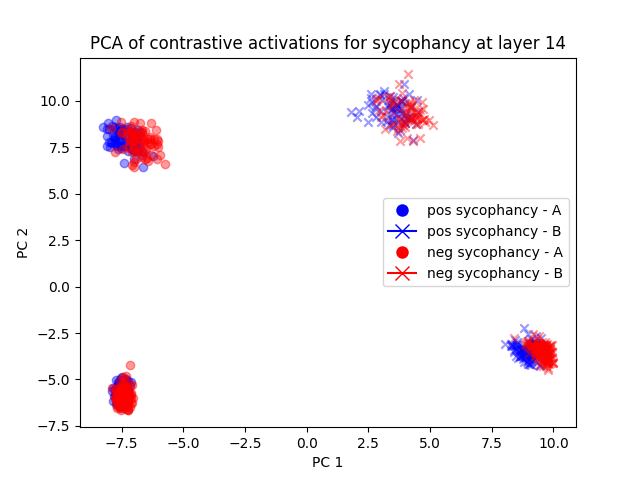 PCA of contrastive activations for sycophancy at layer 14
10.0
7.5
5.0
2.5
0.0
−2.5
−5.0
−7.5
PC 2
pos sycophancy - A
pos sycophancy - B
neg sycophancy - A
neg sycophancy - B
−7.5 −5.0 −2.5 0.0 2.5 5.0 7.5 10.0
PC 1